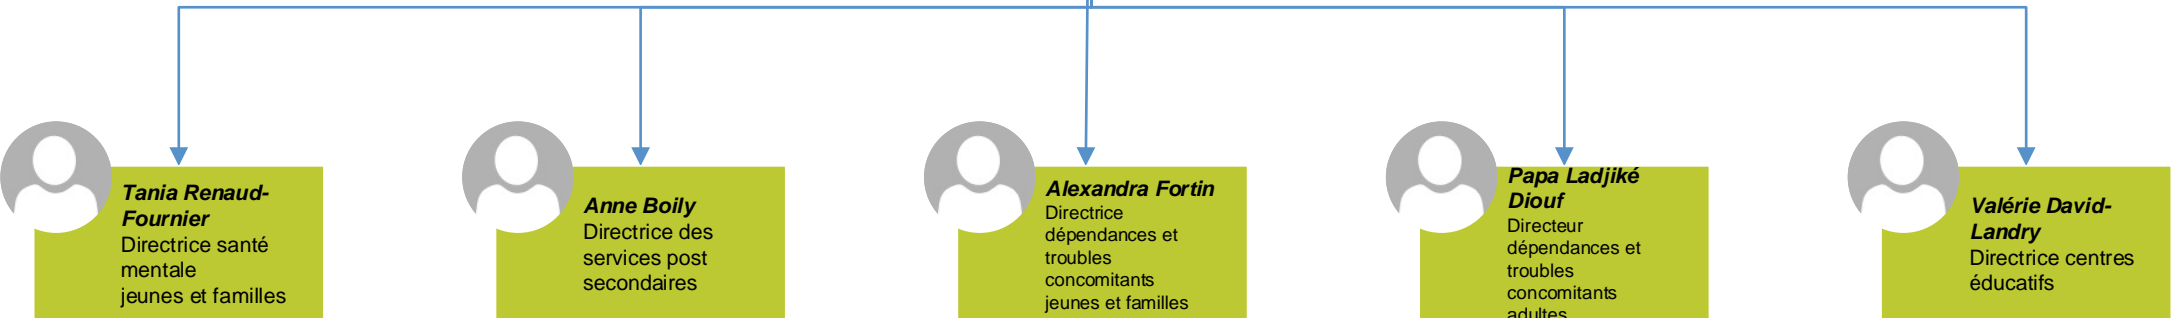 Tania Renaud-
Fournier
Directrice santé
mentale
jeunes et familles
Anne Boily
Directrice des
services post
secondaires
Alexandra Fortin
Directrice
dépendances et
troubles
concomitants
jeunes et familles
Papa Ladjiké
Diouf
Directeur
dépendances et
troubles
concomitants
adultes
Valérie David-
Landry
Directrice centres
éducatifs